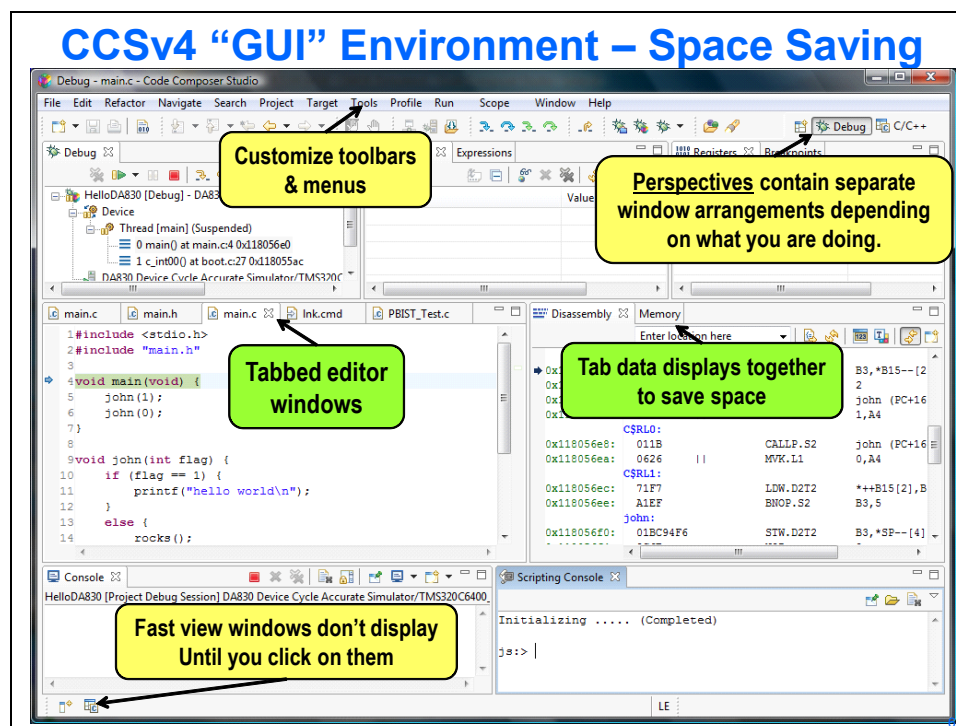 CCSv4 “GUI” Environment – Space Saving
Debug - main.c - Code Composer Studio
File Edit Refactor Navigate Search Project Target Tools Profile Run Scope Window Help
Debug C/C++
Customize toolbars
& menus
Perspectives contain separate
window arrangements depending
on what you are doing.
Debug
Expressions
Registers Breakpoints
Value
HelloDA830 [Debug] - DA83
Device
Thread [main] (Suspended)
0 main() at main.c:4 0x118056e0
1 c_int00() at boot.c:27 0x118055ac
DA830 Device Cycle Accurate Simulator/TMS320C
main.c main.h main.c lnk.cmd PBIST_Test.c
1#include <stdio.h>
2#include "main.h"
3
4void main(void) {
5 john(1);
6 john(0);
7}
8
9void john(int flag) {
10 if (flag == 1) {
11 printf("hello world\n");
12 }
13 else {
14 rocks();
Tabbed editor
windows
Disassembly Memory
Enter location here
Tab data displays together
to save space
B3,*B15--[2
2
john (PC+16
1,A4
C$RL0:
0x118056e8: 011B CALLP.S2 john (PC+16
0x118056ea: 0626 || MVK.L1 0,A4
C$RL1:
0x118056ec: 71F7 LDW.D2T2 *++B15[2],B
0x118056ee: A1EF BNOP.S2 B3,5
john:
0x118056f0: 01BC94F6 STW.D2T2 B3,*SP--[4]
Console
HelloDA830 [Project Debug Session] DA830 Device Cycle Accurate Simulator/TMS320C6400_
Fast view windows don’t display
Until you click on them
Scripting Console
Initializing ..... (Completed)
js:>
LE